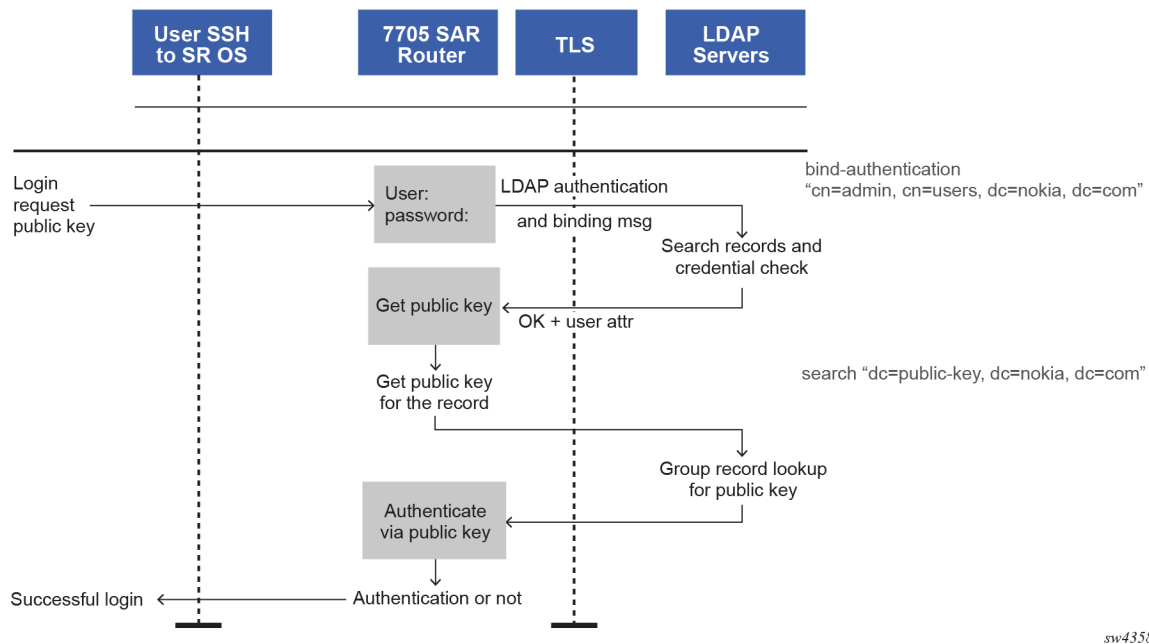 User SSH
to SR OS
7705 SAR
Router
TLS
LDAP
Servers
bind-authentication
“cn=admin, cn=users, dc=nokia, dc=com”
Login
request
public key
User:
password:
LDAP authentication
and binding msg
Search records and
credential check
Get public key
OK + user attr
Get public key
for the record
search “dc=public-key, dc=nokia, dc=com”
Group record lookup
for public key
Authenticate
via public key
Successful login
Authentication or not
sw4358